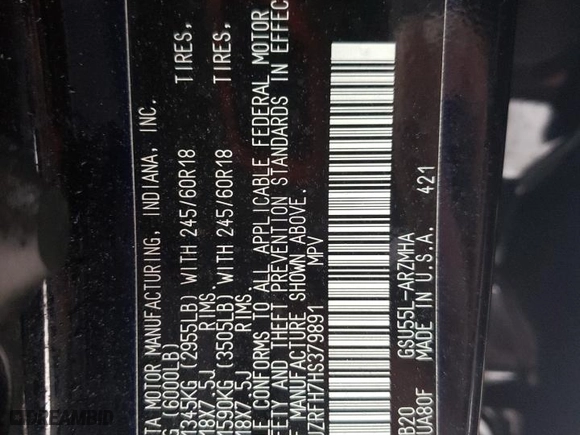 TA MOTOR MANUFACTURING, INDIANA, INC.
G (6000LB)
1345KG (2955LB) WITH 245/60R18 TIRES,
18X7.5J RIMS
1590KG (3505LB) WITH 245/60R18 TIRES,
18X7.5J RIMS
LE CONFORMS TO ALL APPLICABLE FEDERAL MOTOR
FETY AND THEFT PREVENTION STANDARDS IN EFFEC
F MANUFACTURE SHOWN ABOVE.
ZRFH7HS379891 MPV
GSU55L-ARZMHA
B20 MADE IN U.S.A. 421
UA80F
DREAMBID